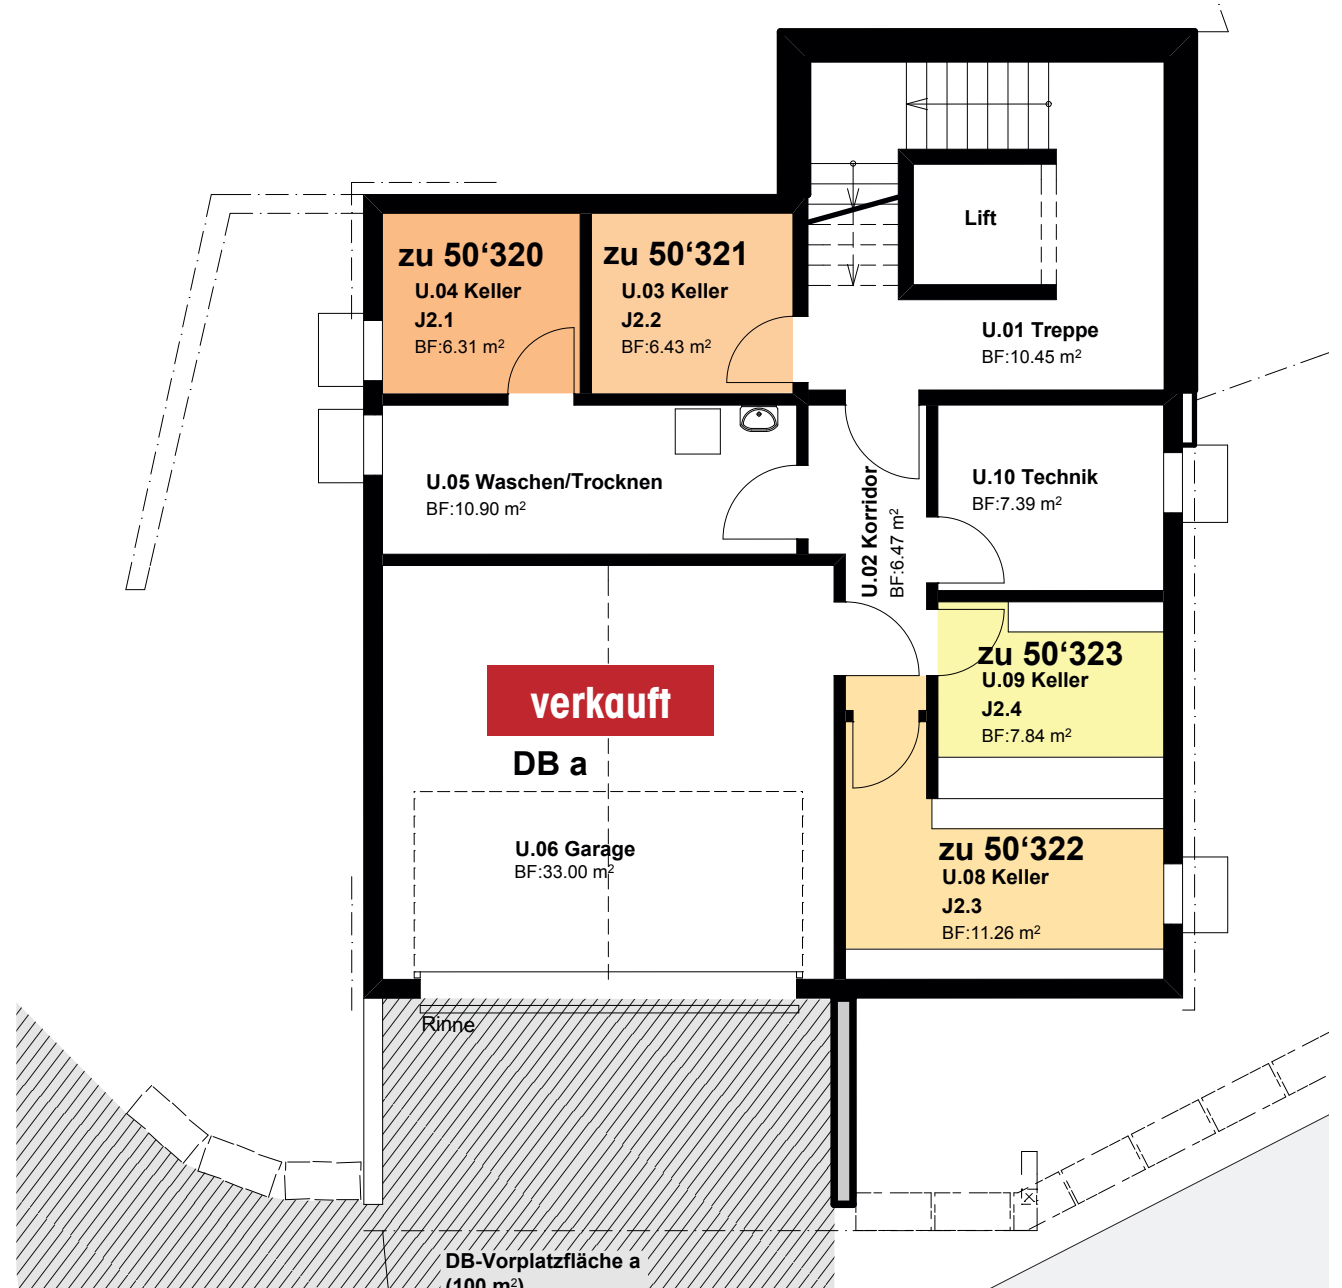 Lift
zu 50‘320
U.04 Keller
J2.1
BF:6.31 m²
zu 50‘321
U.03 Keller
J2.2
BF:6.43 m²
U.01 Treppe
BF:10.45 m²
U.05 Waschen/Trocknen
BF:10.90 m²
U.02 Korridor
BF:6.47 m²
U.10 Technik
BF:7.39 m²
zu 50‘323
U.09 Keller
J2.4
BF:7.84 m²
verkauft
DB a
U.06 Garage
BF:33.00 m²
zu 50‘322
U.08 Keller
J2.3
BF:11.26 m²
Rinne
DB-Vorplatzfläche a
(100 m²)